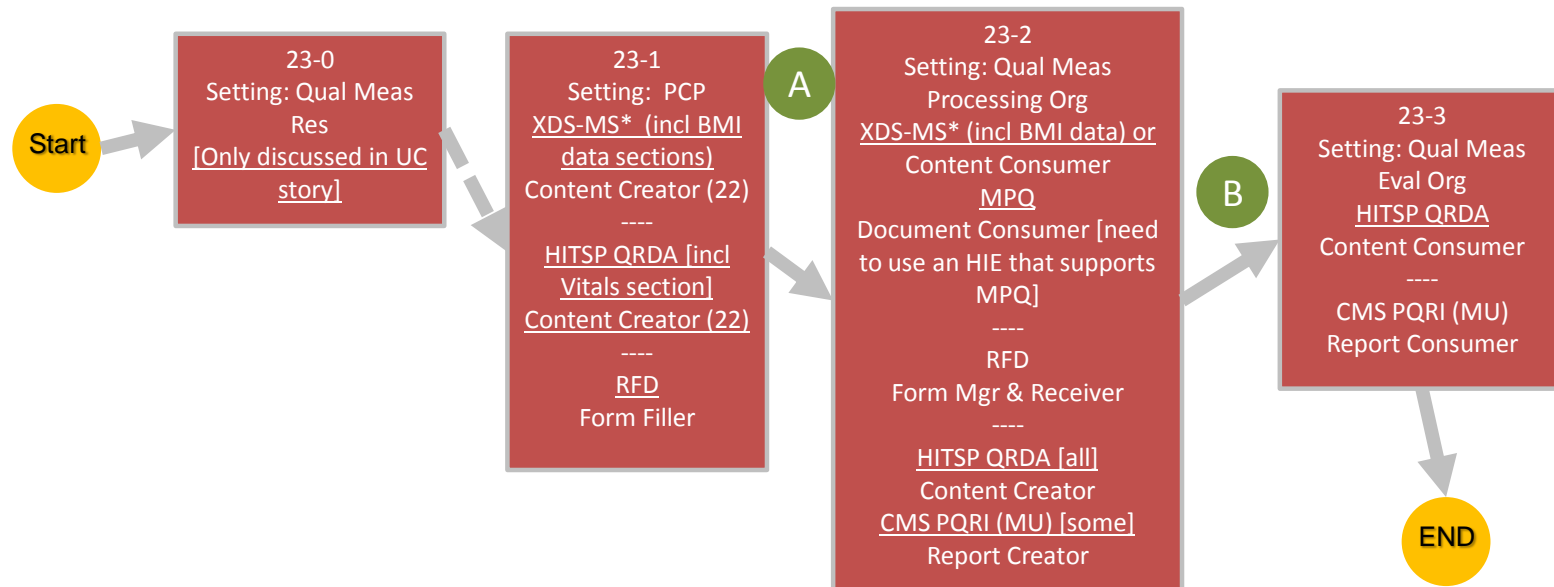 Start
23-0
Setting: Qual Meas
Res
[Only discussed in UC
story]
23-1
Setting:  PCP
XDS-MS*  (incl BMI
data sections)
Content Creator (22)
----
HITSP QRDA [incl
Vitals section]
Content Creator (22)
----
RFD
Form Filler
A
23-2
Setting: Qual Meas
Processing Org
XDS-MS* (incl BMI data) or
Content Consumer
MPQ
Document Consumer [need
to use an HIE that supports
MPQ]
----
RFD
Form Mgr & Receiver
----
HITSP QRDA [all]
Content Creator
CMS PQRI (MU) [some]
Report Creator
B
23-3
Setting: Qual Meas
Eval Org
HITSP QRDA
Content Consumer
----
CMS PQRI (MU)
Report Consumer
END